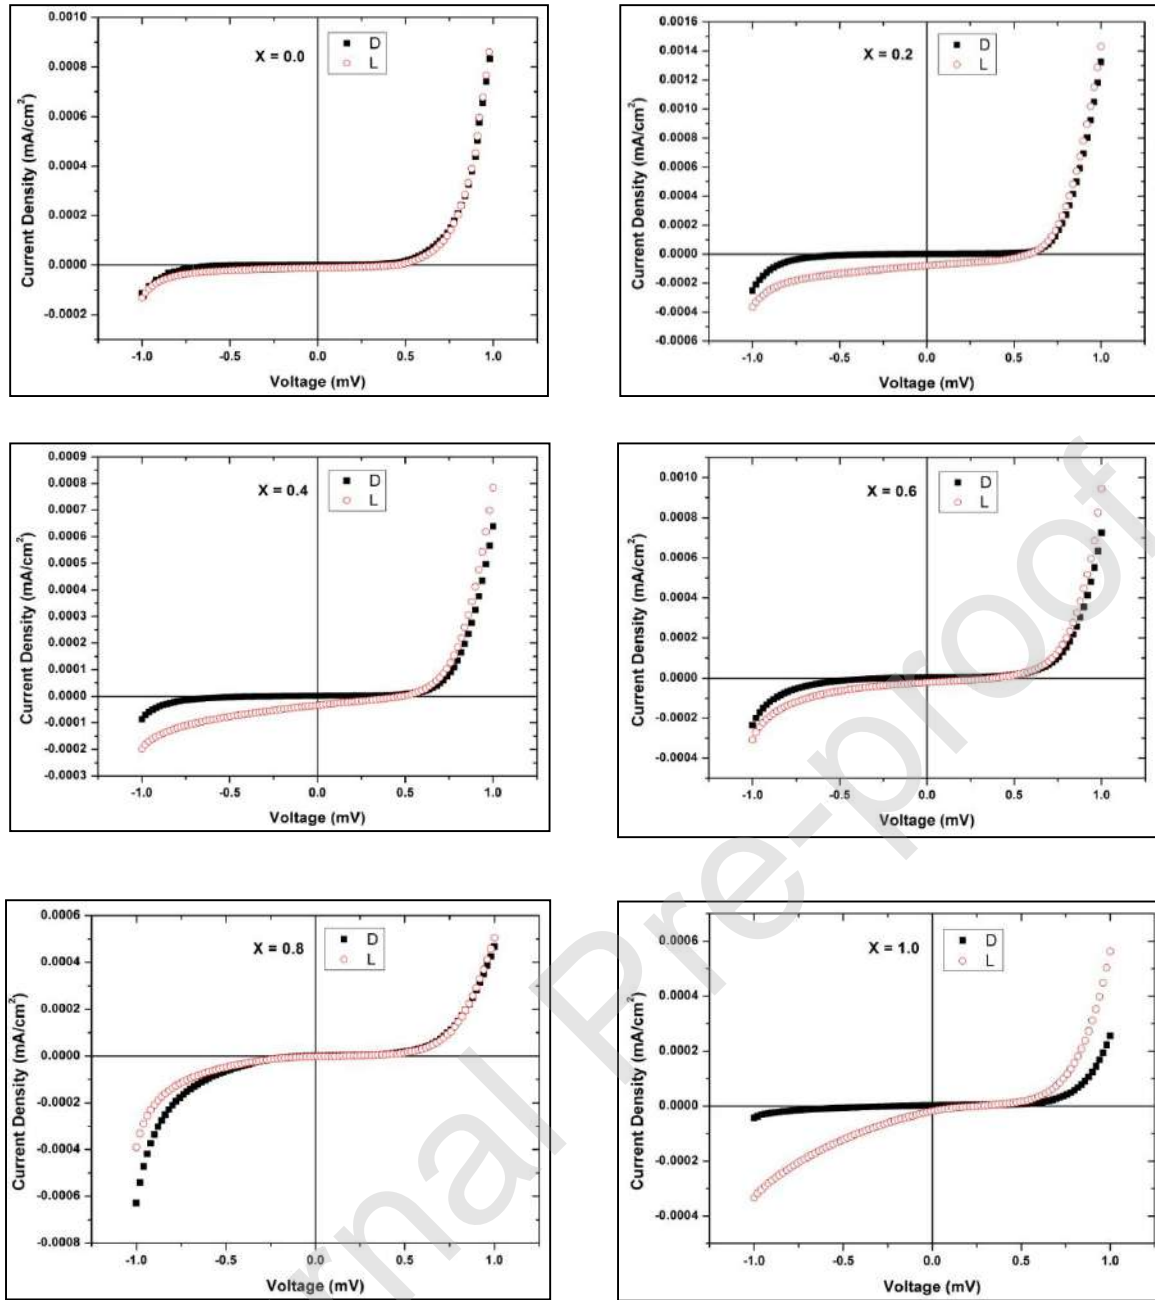 X = 0.0
D
L
0.0010
0.0008
0.0006
0.0004
0.0002
0.0000
-0.0002
-1.0 -0.5 0.0 0.5 1.0
Voltage (mV)
Current Density (mA/cm²)
X = 0.2
D
L
0.0016
0.0014
0.0012
0.0010
0.0008
0.0006
0.0004
0.0002
0.0000
-0.0002
-0.0004
-0.0006
-1.0 -0.5 0.0 0.5 1.0
Voltage (mV)
Current Density (mA/cm²)
X = 0.4
D
L
0.0009
0.0008
0.0007
0.0006
0.0005
0.0004
0.0003
0.0002
0.0001
0.0000
-0.0001
-0.0002
-0.0003
-1.0 -0.5 0.0 0.5 1.0
Voltage (mV)
Current Density (mA/cm²)
X = 0.6
D
L
0.0010
0.0008
0.0006
0.0004
0.0002
0.0000
-0.0002
-0.0004
-1.0 -0.5 0.0 0.5 1.0
Voltage (mV)
Current Density (mA/cm²)
X = 0.8
D
L
0.0006
0.0004
0.0002
0.0000
-0.0002
-0.0004
-0.0006
-0.0008
-1.0 -0.5 0.0 0.5 1.0
Voltage (mV)
Current Density (mA/cm²)
X = 1.0
D
L
0.0006
0.0004
0.0002
0.0000
-0.0002
-0.0004
-1.0 -0.5 0.0 0.5 1.0
Voltage (mV)
Current Density (mA/cm²)
rnal Pre-proof